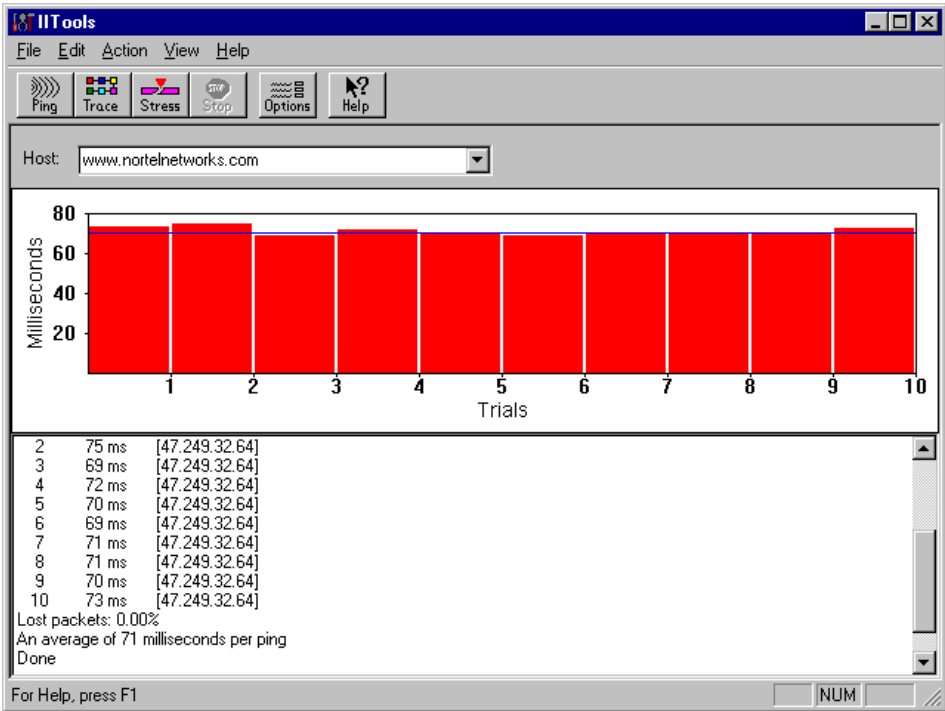 IITools
File Edit Action View Help
Ping Trace Stress Stop Options Help
Host: www.nortelnetworks.com
80
60
40
20
Milliseconds
1 2 3 4 5 6 7 8 9 10
Trials
2 75 ms [47.249.32.64]
3 69 ms [47.249.32.64]
4 72 ms [47.249.32.64]
5 70 ms [47.249.32.64]
6 69 ms [47.249.32.64]
7 71 ms [47.249.32.64]
8 71 ms [47.249.32.64]
9 70 ms [47.249.32.64]
10 73 ms [47.249.32.64]
Lost packets: 0.00%
An average of 71 milliseconds per ping
Done
For Help, press F1
NUM